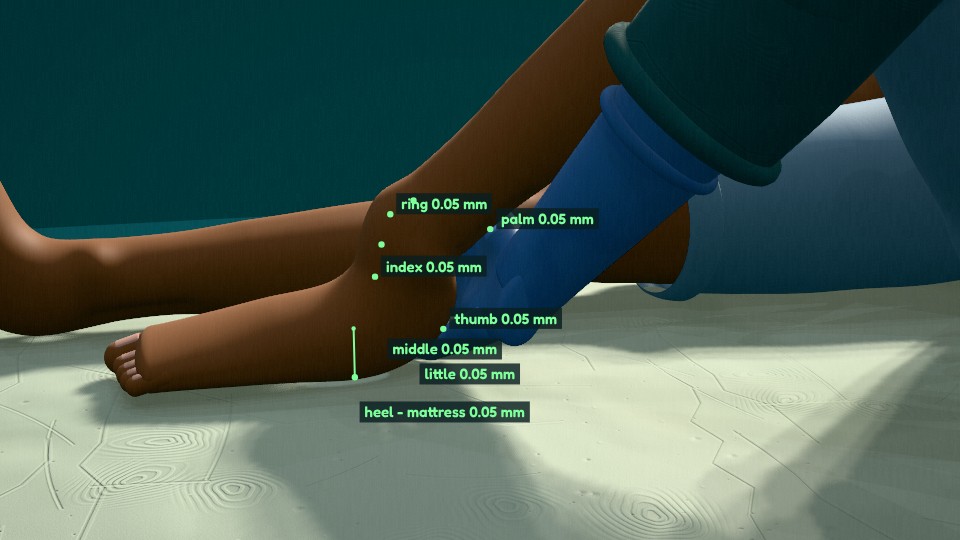 ring 0.05 mm
palm 0.05 mm
index 0.05 mm
thumb 0.05 mm
middle 0.05 mm
little 0.05 mm
heel - mattress 0.05 mm